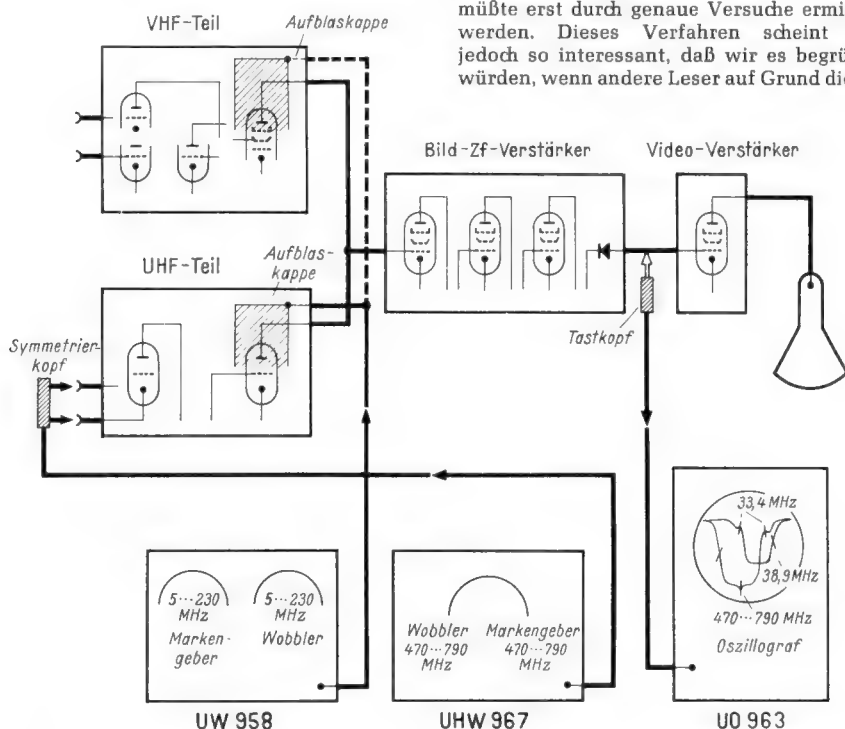 müßte erst durch genaue Versuche ermi
werden. Dieses Verfahren scheint
jedoch so interessant, daß wir es begrü
würden, wenn andere Leser auf Grund die
VHF-Teil
Aufblaskappe
Bild-Zf-Verstärker
Video-Verstärker
UHF-Teil
Aufblas-
kappe
Symmetrier-
kopf
Tastkopf
5···230
MHz
Marken-
geber
5···230
MHz
Wobbler
Wobbler
470···790
MHz
Markengeber
470···790
MHz
33,4 MHz
38,9MHz
470···790 MHz
Oszillograf
UW 958
UHW 967
UO 963